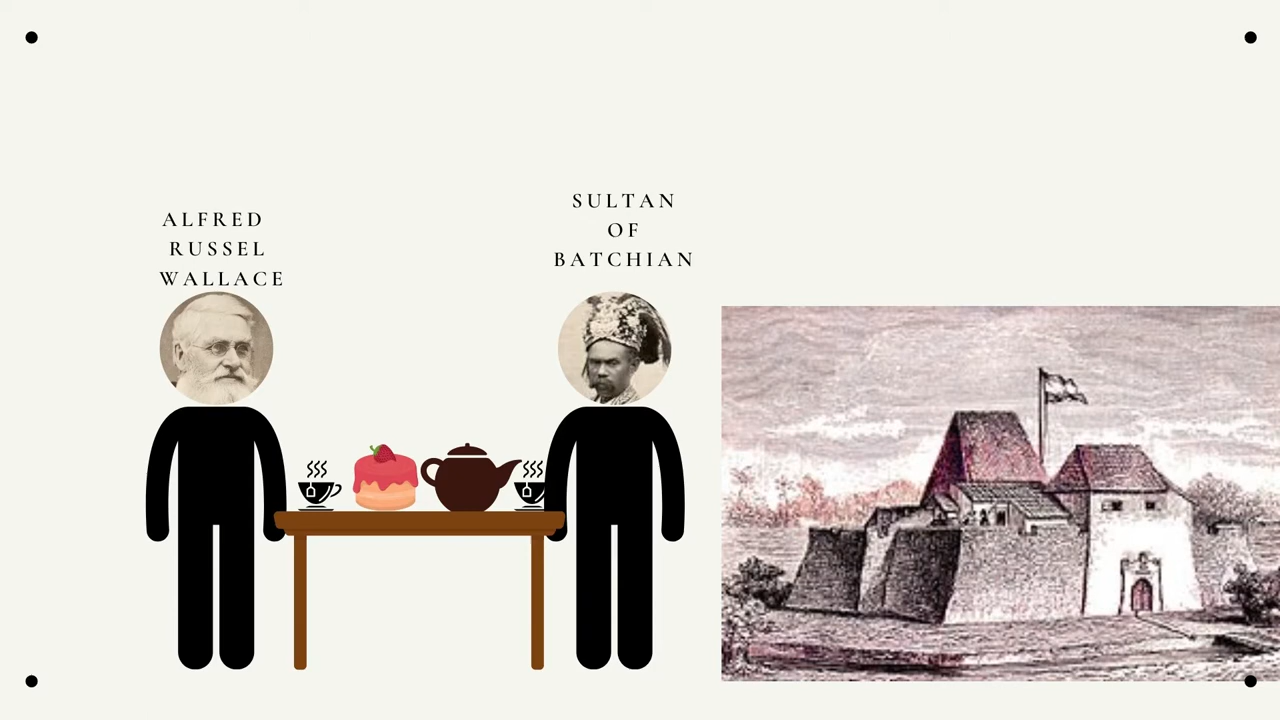 ALFRED
RUSSEL
WALLACE
SULTAN
OF
BATCHIAN